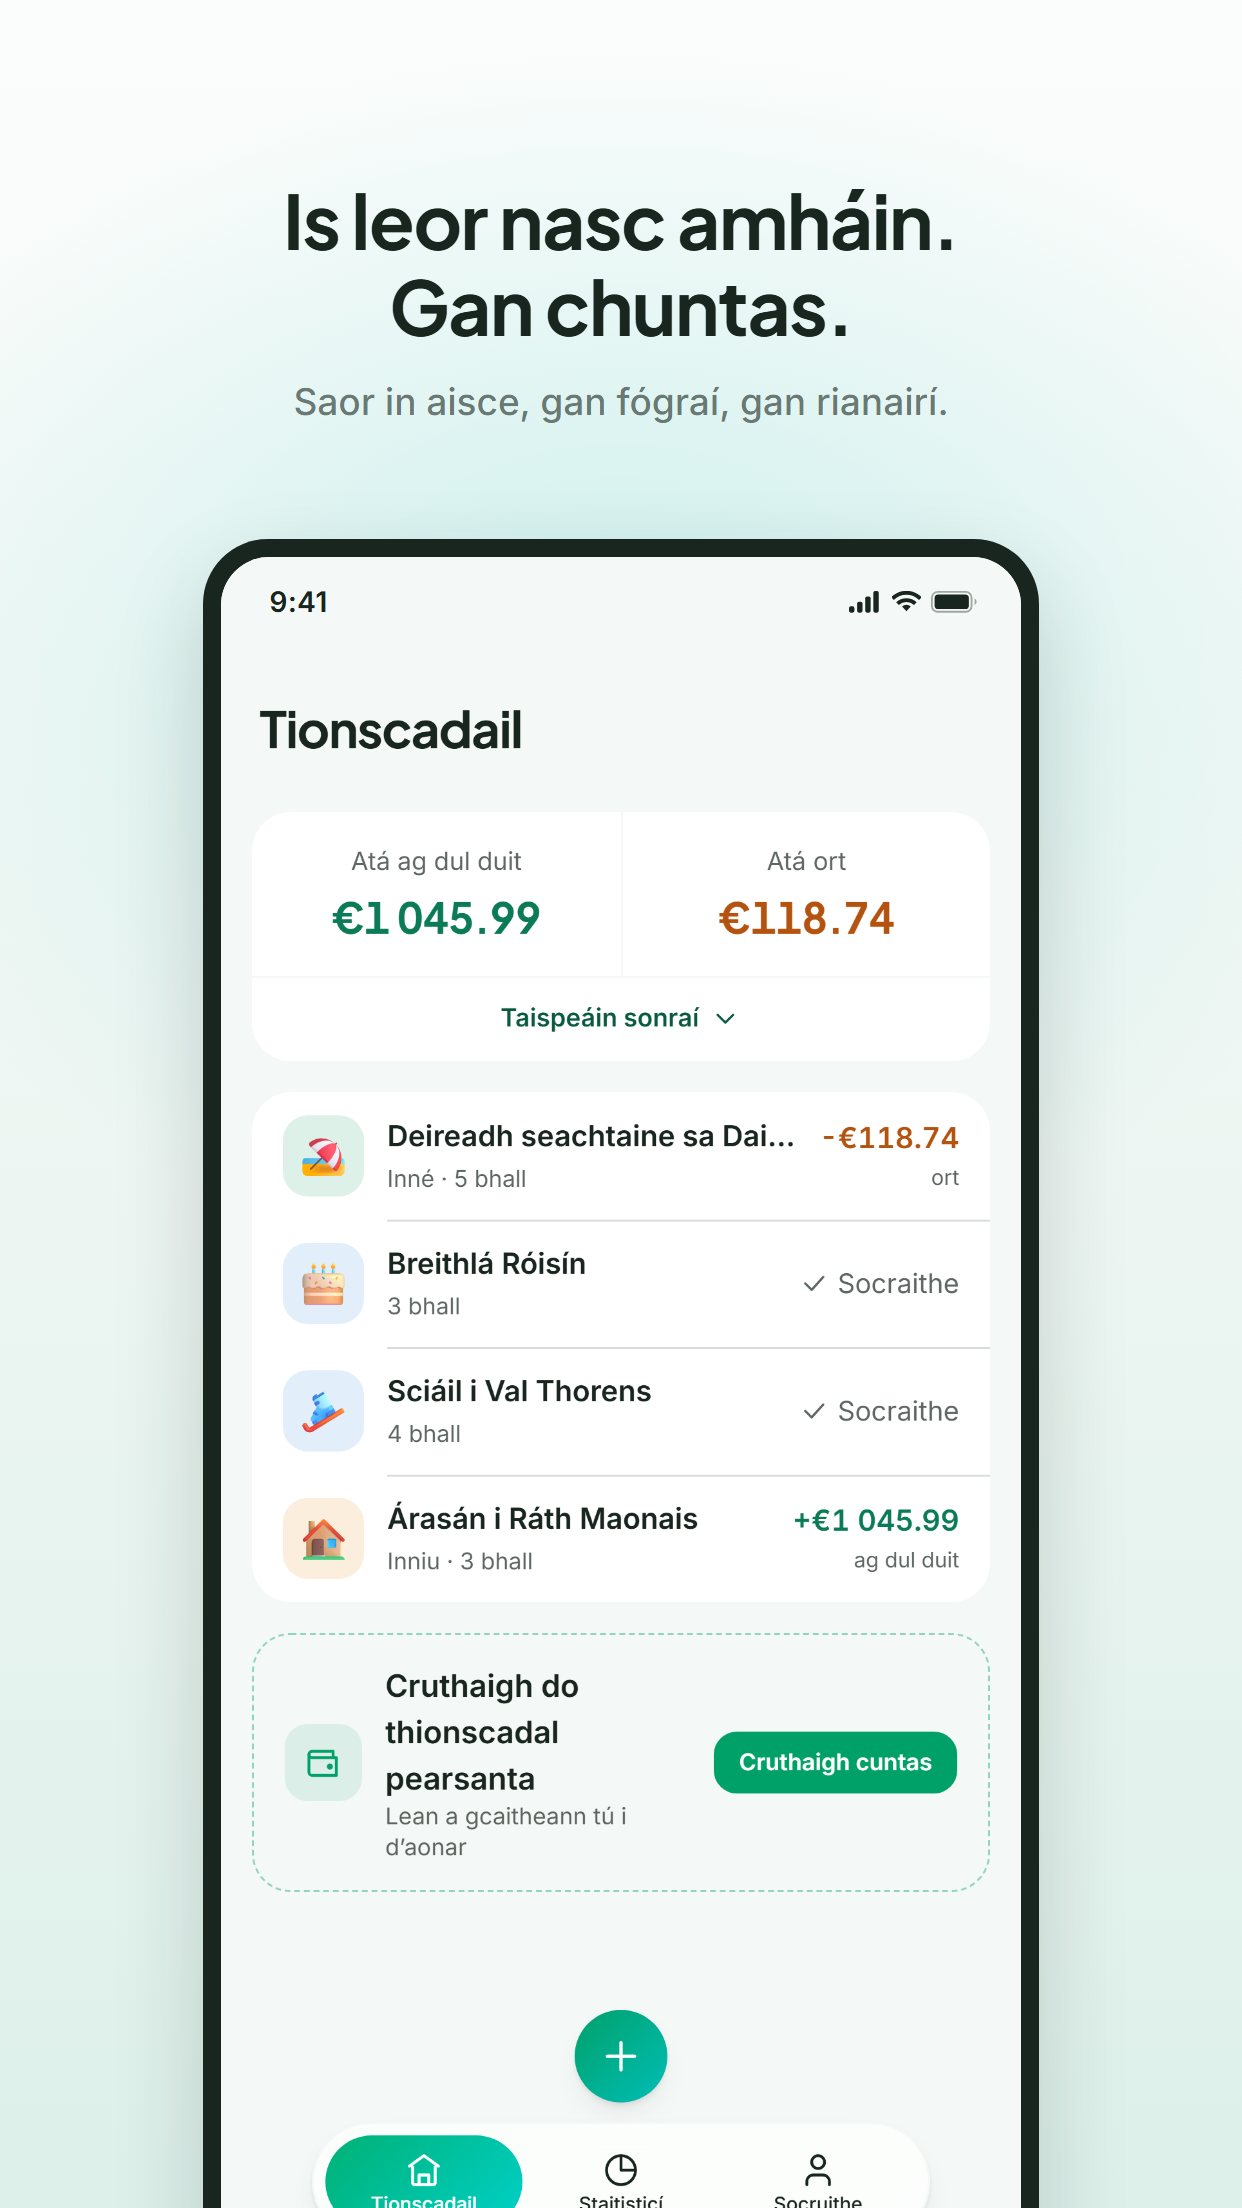 Is leor nasc amháin.
Gan chuntas.
Saor in aisce, gan fógraí, gan rianairí.
9:41
Tionscadail
Atá ag dul duit
€1 045.99
Atá ort
€118.74
Taispeáin sonraí
Deireadh seachtaine sa Dai...
-€118.74
Inné · 5 bhall
ort
Breithlá Róisín
3 bhall
Socraithe
Sciáil i Val Thorens
4 bhall
Socraithe
Árasán i Ráth Maonais
+€1 045.99
Inniu · 3 bhall
ag dul duit
Cruthaigh do
thionscadal
pearsanta
Lean a gcaitheann tú i
d'aonar
Cruthaigh cuntas
Tionscadail
Staitisticí
Socruithe